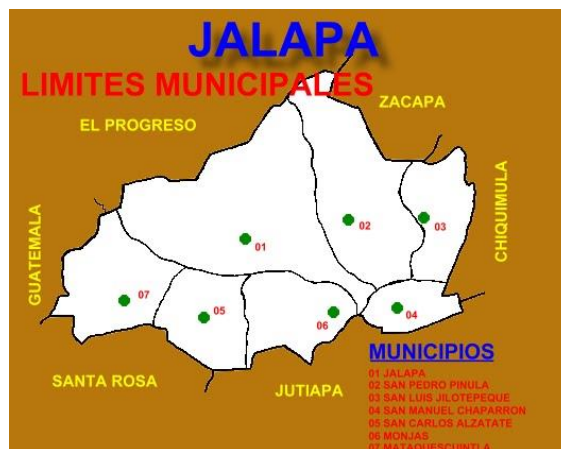 JALAPA
LIMITES MUNICIPALES
ZACAPA
EL PROGRESO
CHIQUIMULA
GUATEMALA
01
02
03
04
05
06
07
SANTA ROSA
JUTIAPA
MUNICIPIOS
01 JALAPA
02 SAN PEDRO PINULA
03 SAN LUIS JILOTEPEQUE
04 SAN MANUEL CHAPARRON
05 SAN CARLOS ALZATATE
06 MONJAS
07 MATAQUESCUINTLA